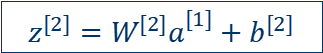 z^[2] = W^[2]a^[1] + b^[2]